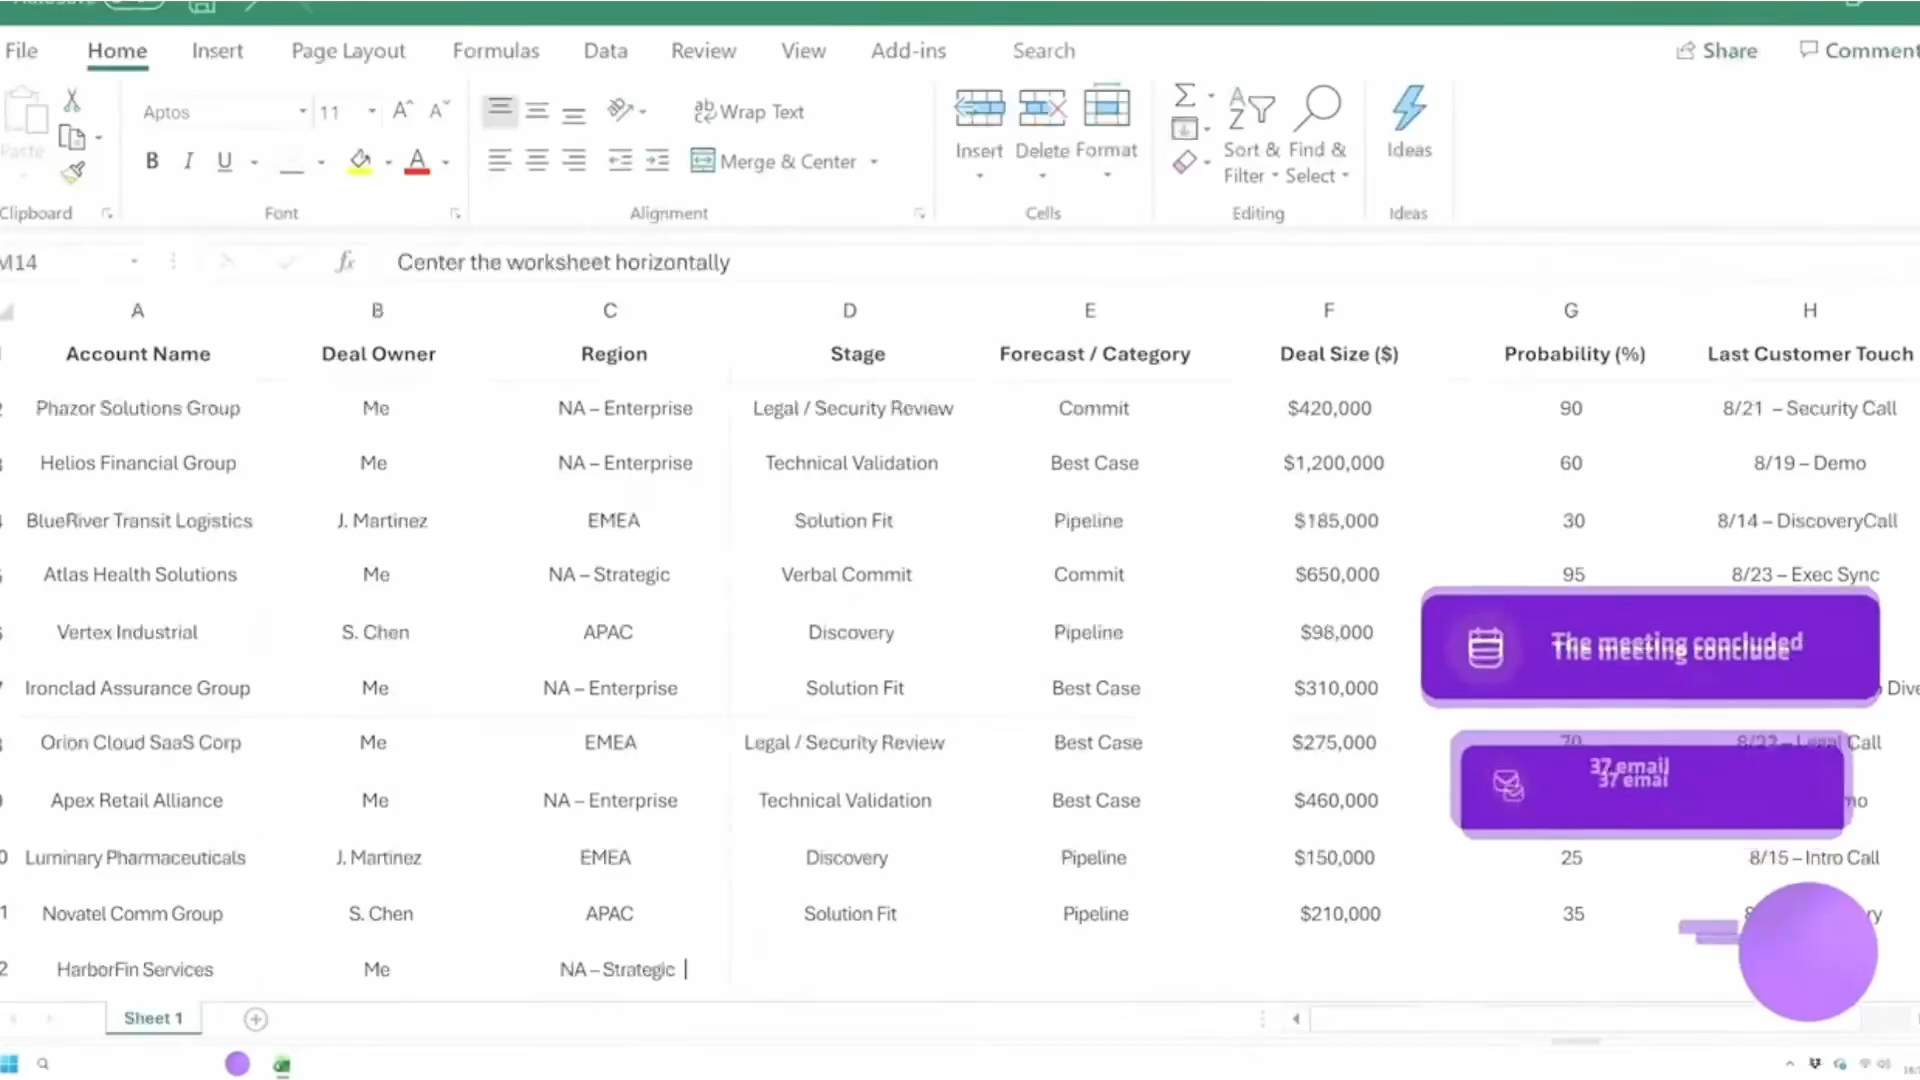 File Home Insert Page Layout Formulas Data Review View Add-ins Search Share Comment
Aptos 11 Wrap Text
Paste B I U A Merge & Center Insert Delete Format Sort & Filter Find & Select Ideas
Clipboard Font Alignment Cells Editing Ideas
M14 fx Center the worksheet horizontally
A B C D E F G H
Account Name Deal Owner Region Stage Forecast / Category Deal Size ($) Probability (%) Last Customer Touch
Phazor Solutions Group Me NA – Enterprise Legal / Security Review Commit $420,000 90 8/21 – Security Call
Helios Financial Group Me NA – Enterprise Technical Validation Best Case $1,200,000 60 8/19 – Demo
BlueRiver Transit Logistics J. Martinez EMEA Solution Fit Pipeline $185,000 30 8/14 – DiscoveryCall
Atlas Health Solutions Me NA – Strategic Verbal Commit Commit $650,000 95 8/23 – Exec Sync
Vertex Industrial S. Chen APAC Discovery Pipeline $98,000
The meeting concluded
Ironclad Assurance Group Me NA – Enterprise Solution Fit Best Case $310,000 Dive
Orion Cloud SaaS Corp Me EMEA Legal / Security Review Best Case $275,000 70 8/22 – Legal Call
37 email
Apex Retail Alliance Me NA – Enterprise Technical Validation Best Case $460,000
Luminary Pharmaceuticals J. Martinez EMEA Discovery Pipeline $150,000 25 8/15 – Intro Call
Novatel Comm Group S. Chen APAC Solution Fit Pipeline $210,000 35
HarborFin Services Me NA – Strategic
Sheet 1